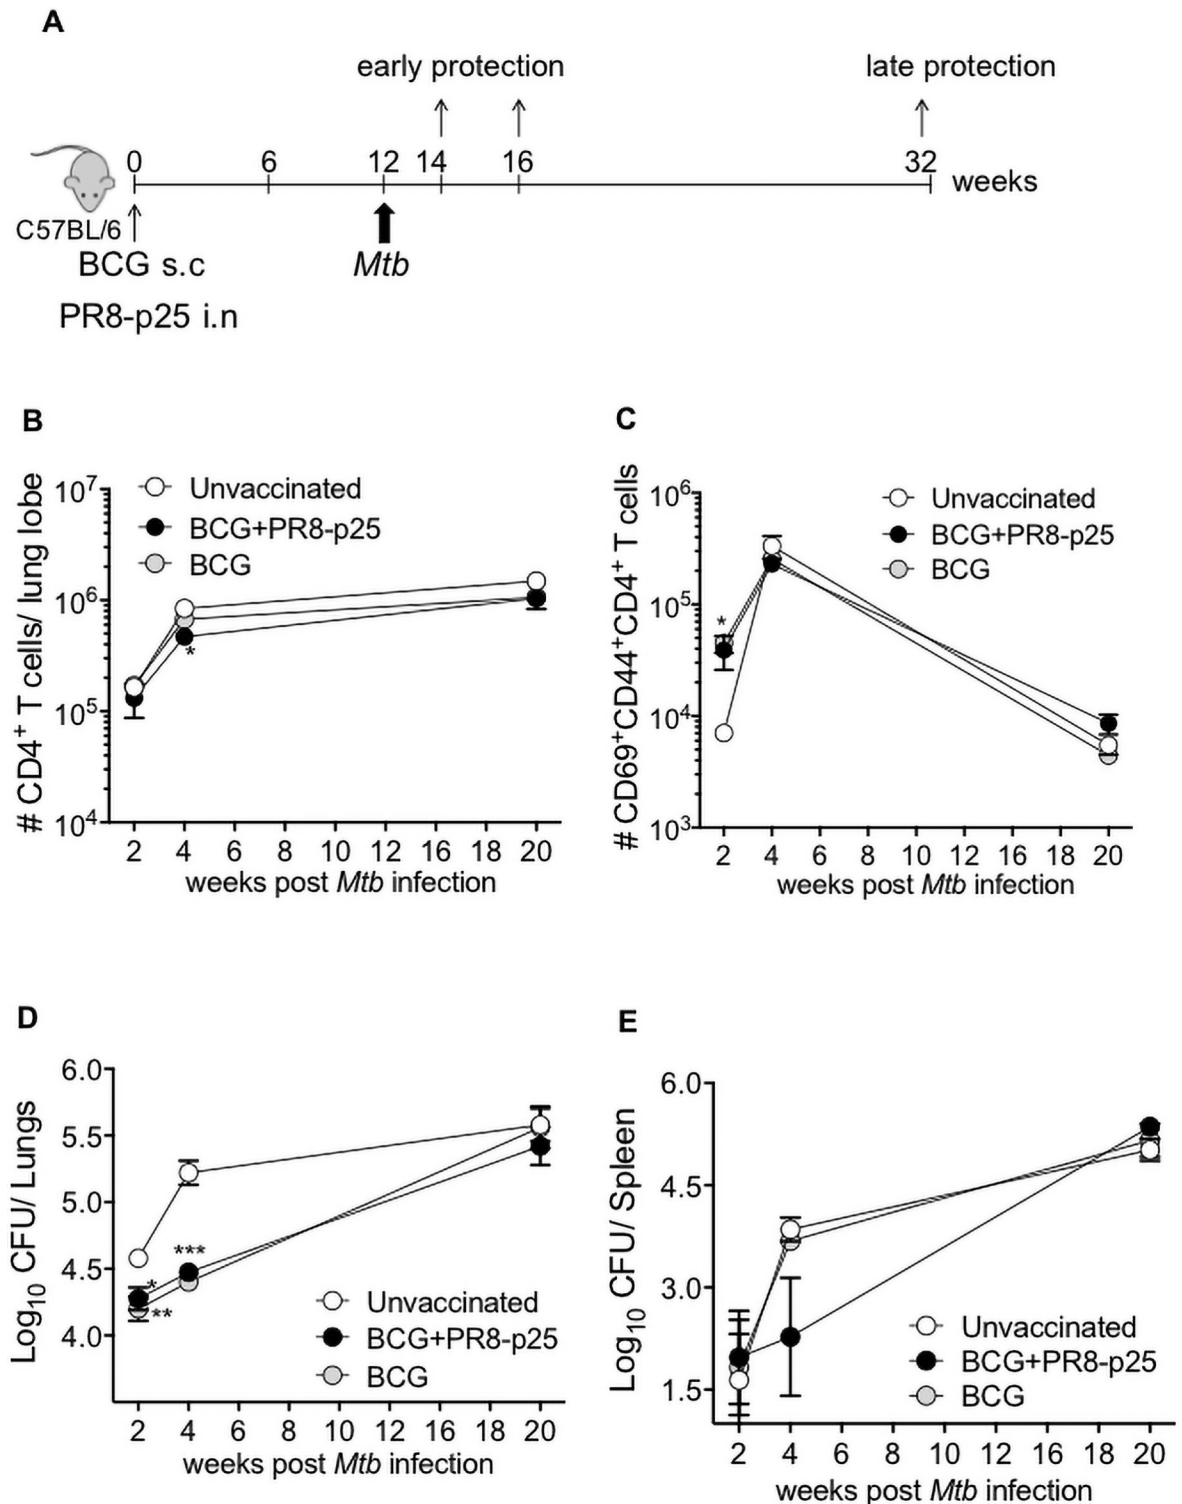 A
early protection
late protection
0 6 12 14 16 32 weeks
C57BL/6
BCG s.c
Mtb
PR8-p25 i.n
B
# CD4+ T cells/ lung lobe
10^7
10^6
10^5
10^4
Unvaccinated
BCG+PR8-p25
BCG
*
2 4 6 8 10 12 16 18 20
weeks post Mtb infection
C
# CD69+CD44+CD4+ T cells
10^6
10^5
10^4
10^3
Unvaccinated
BCG+PR8-p25
BCG
*
2 4 6 8 10 12 16 18 20
weeks post Mtb infection
D
Log10 CFU/ Lungs
6.0
5.5
5.0
4.5
4.0
***
*
**
Unvaccinated
BCG+PR8-p25
BCG
2 4 6 8 10 12 16 18 20
weeks post Mtb infection
E
Log10 CFU/ Spleen
6.0
4.5
3.0
1.5
Unvaccinated
BCG+PR8-p25
BCG
2 4 6 8 10 12 16 18 20
weeks post Mtb infection